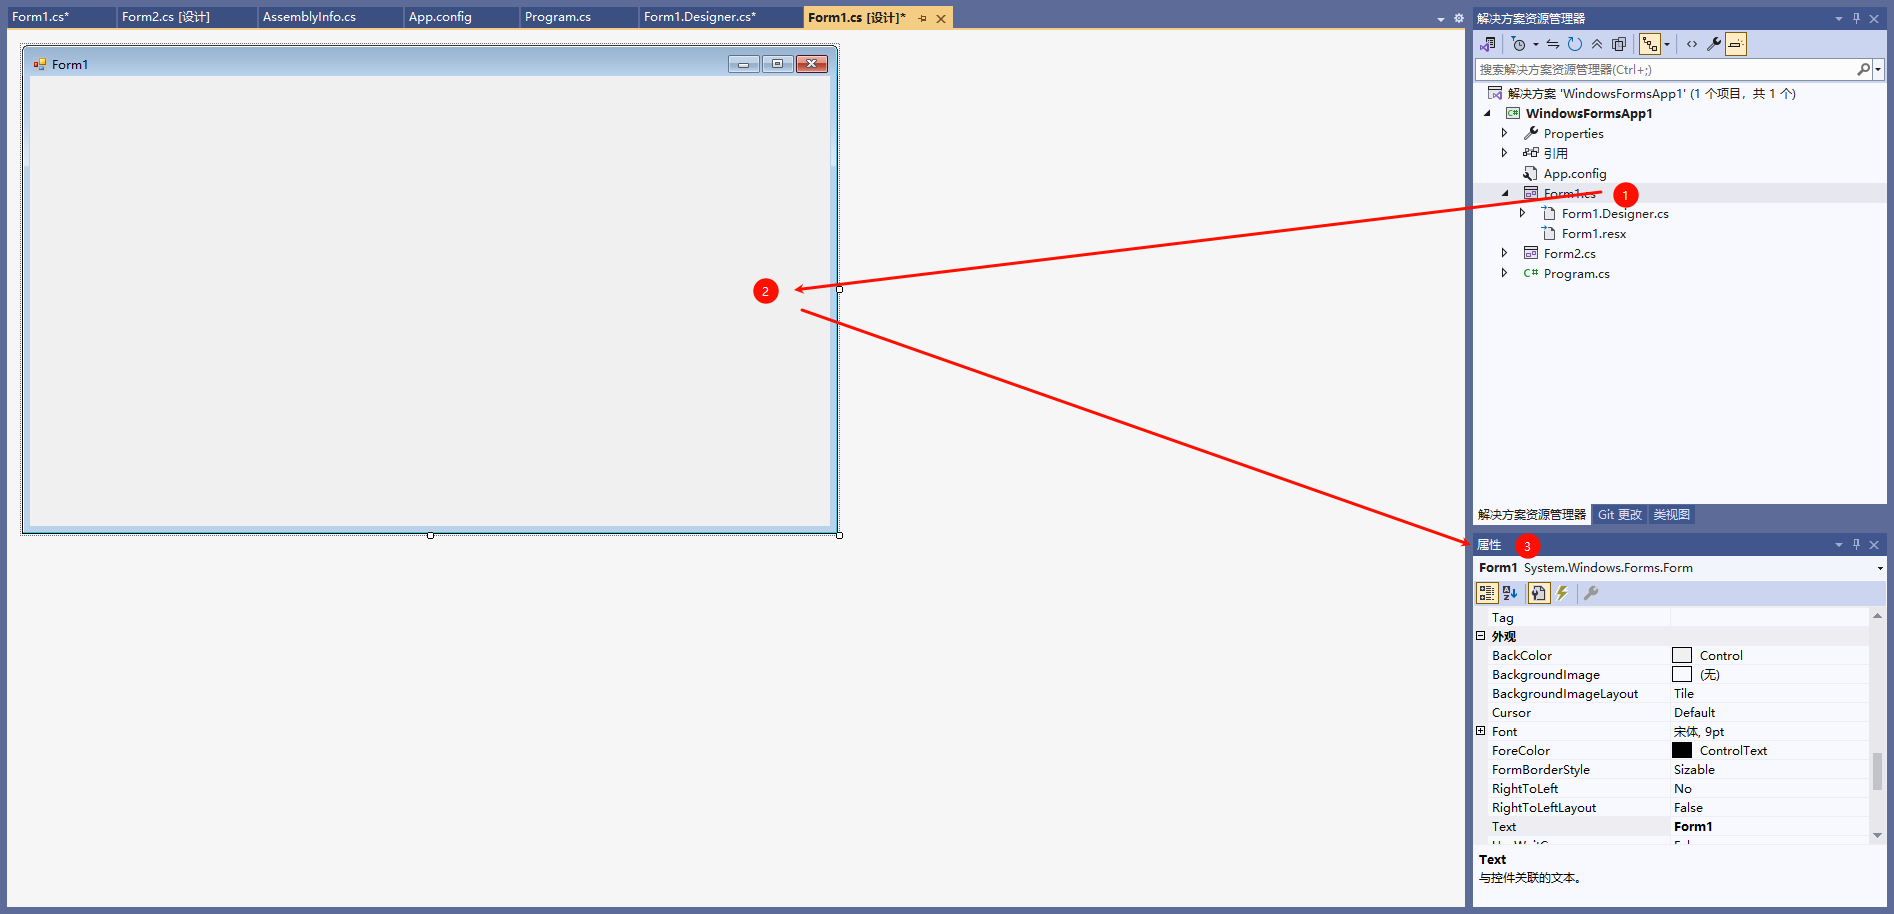 Form1.cs*
Form2.cs [设计]
AssemblyInfo.cs
App.config
Program.cs
Form1.Designer.cs*
Form1.cs [设计]*
Form1
2
解决方案资源管理器
搜索解决方案资源管理器(Ctrl+;)
解决方案 'WindowsFormsApp1' (1 个项目，共 1 个)
C# WindowsFormsApp1
Properties
引用
App.config
Form1.cs
1
Form1.Designer.cs
Form1.resx
Form2.cs
C# Program.cs
解决方案资源管理器
Git 更改
类视图
属性
3
Form1 System.Windows.Forms.Form
Tag
外观
BackColor Control
BackgroundImage (无)
BackgroundImageLayout Tile
Cursor Default
Font 宋体, 9pt
ForeColor ControlText
FormBorderStyle Sizable
RightToLeft No
RightToLeftLayout False
Text Form1
Text
与控件关联的文本。